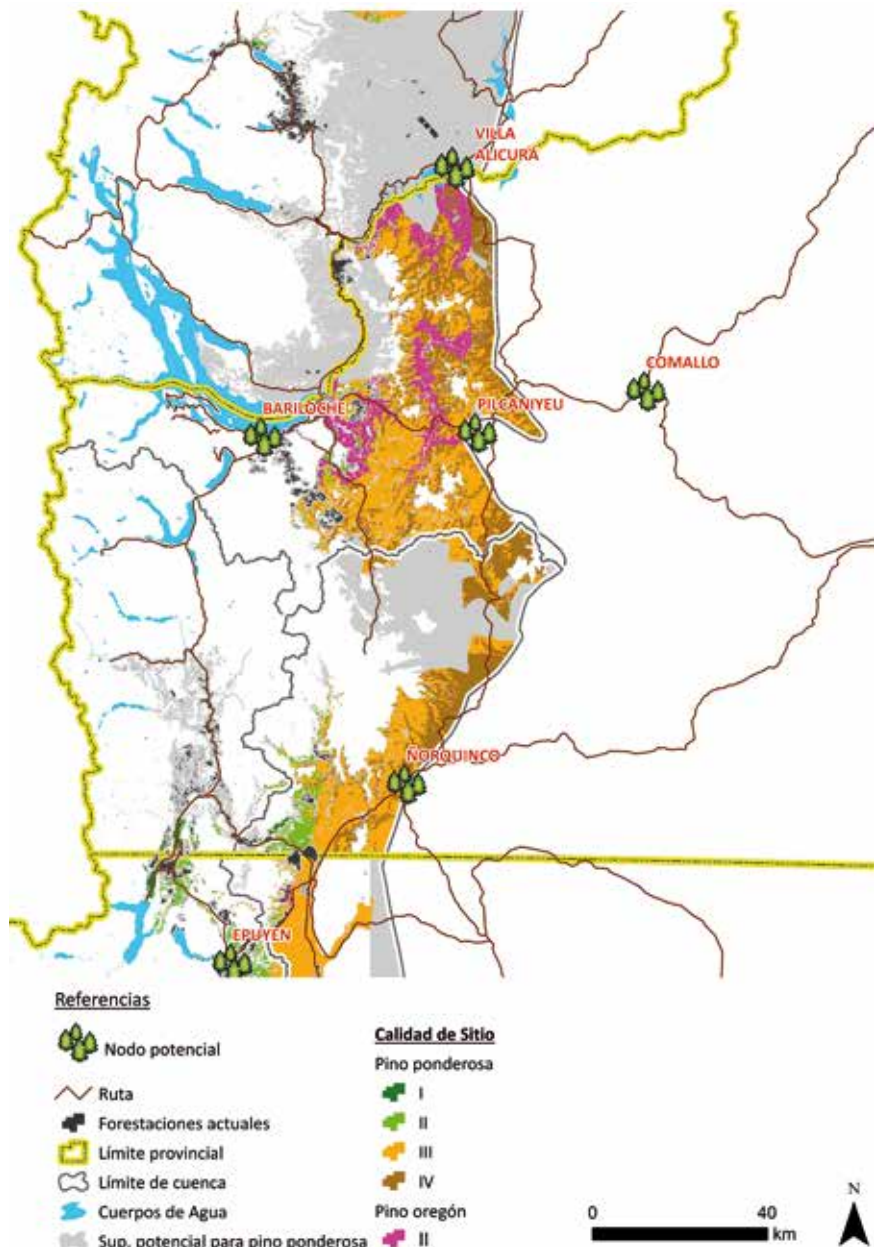 VILLA
ALICURÁ
COMALLO
BARILOCHE
PILCANIYEU
ÑORQUINCO
EPUYÉN
Referencias
Nodo potencial
Ruta
Forestaciones actuales
Límite provincial
Límite de cuenca
Cuerpos de Agua
Sup. potencial para pino ponderosa
Calidad de Sitio
Pino ponderosa
I
II
III
IV
Pino oregón
II
0 40
km
N